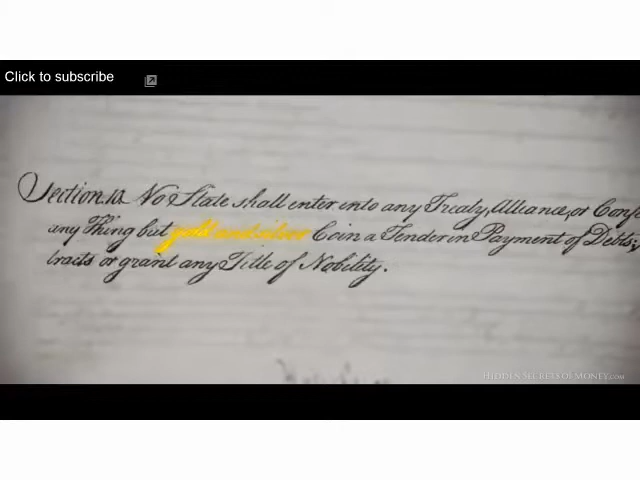 Click to subscribe
Section.10. No State shall enter into any Treaty, Alliance, or Conf
any Thing but gold and silver Coin a Tender in Payment of Debts;
tracts or grant any Title of Nobility.
HIDDEN SECRETS OF MONEY.COM